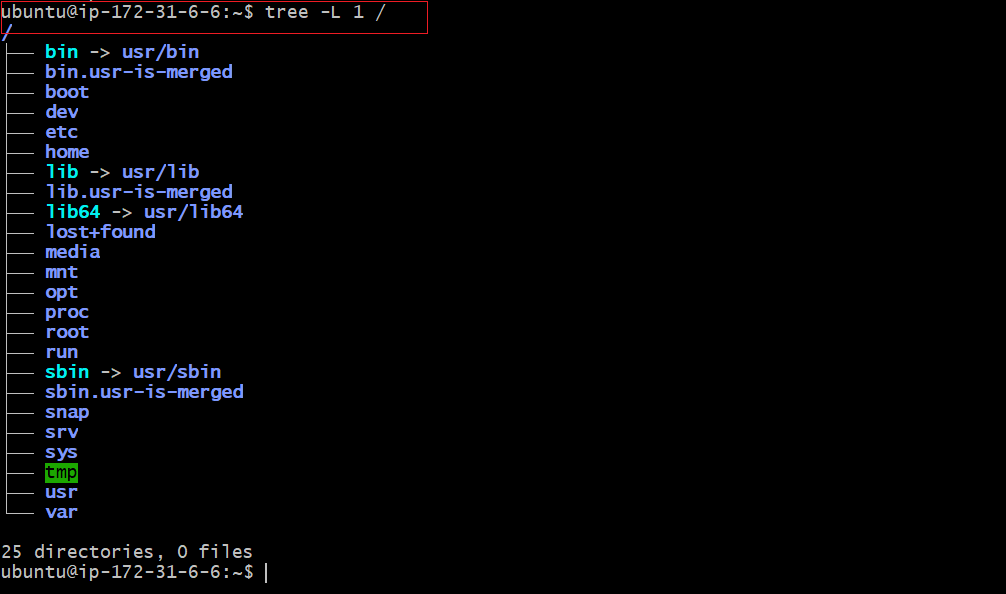 ubuntu@ip-172-31-6-6:~$ tree -L 1 /
/
├── bin -> usr/bin
├── bin.usr-is-merged
├── boot
├── dev
├── etc
├── home
├── lib -> usr/lib
├── lib.usr-is-merged
├── lib64 -> usr/lib64
├── lost+found
├── media
├── mnt
├── opt
├── proc
├── root
├── run
├── sbin -> usr/sbin
├── sbin.usr-is-merged
├── snap
├── srv
├── sys
├── tmp
├── usr
└── var
25 directories, 0 files
ubuntu@ip-172-31-6-6:~$